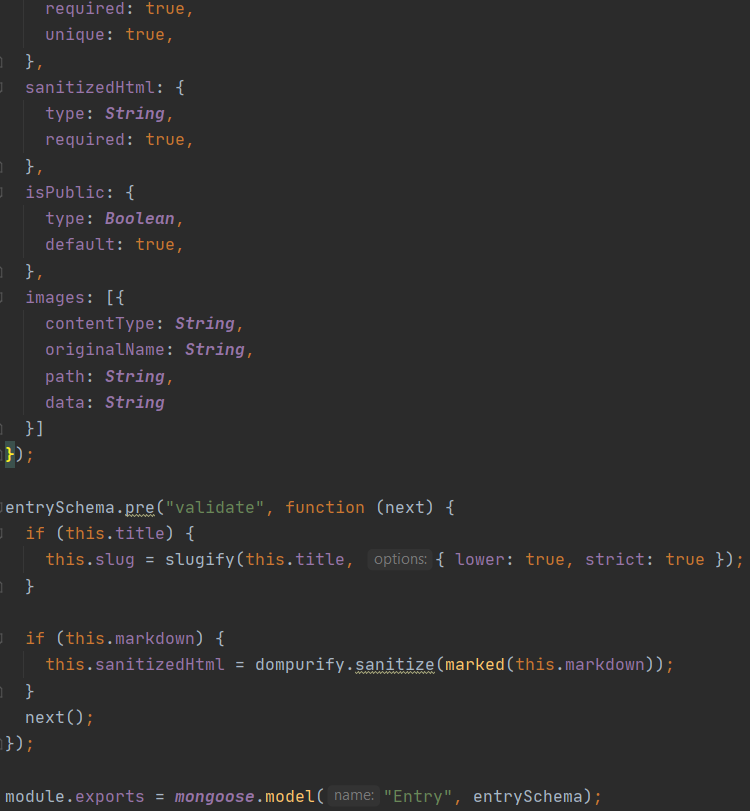 required: true,
unique: true,
},
sanitizedHtml: {
type: String,
required: true,
},
isPublic: {
type: Boolean,
default: true,
},
images: [{
contentType: String,
originalName: String,
path: String,
data: String
}]
});
entrySchema.pre("validate", function (next) {
if (this.title) {
this.slug = slugify(this.title, options: { lower: true, strict: true });
}
if (this.markdown) {
this.sanitizedHtml = dompurify.sanitize(marked(this.markdown));
}
next();
});
module.exports = mongoose.model( name: "Entry", entrySchema);